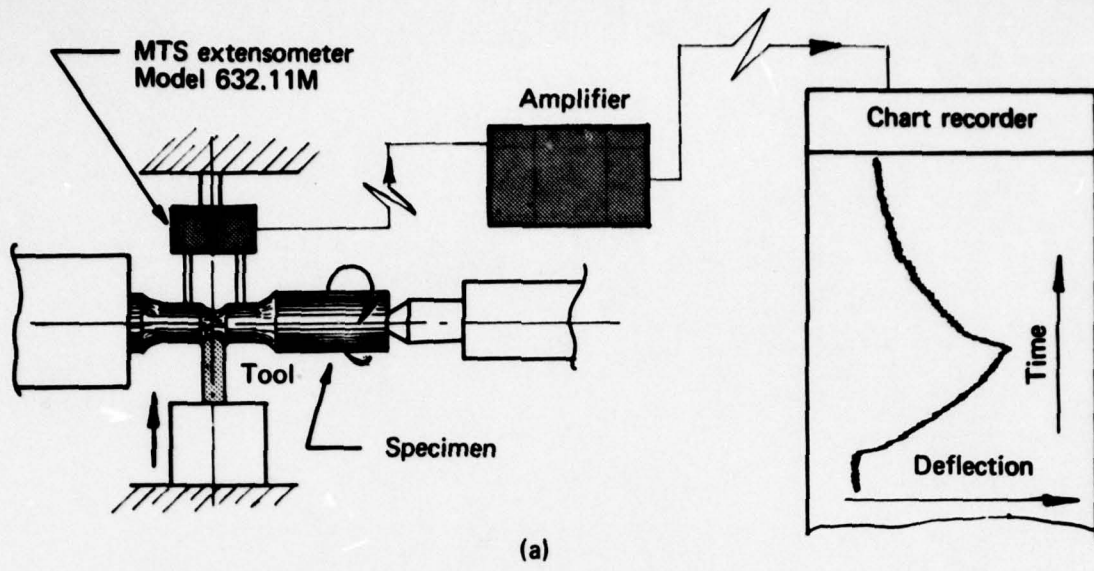 MTS extensometer
Model 632.11M
Amplifier
Chart recorder
Tool
Specimen
Time
Deflection
(a)